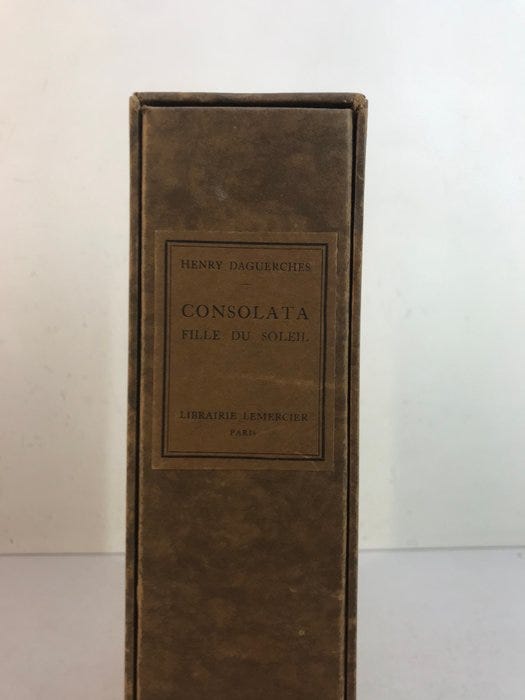 HENRY DAGUERCHES
CONSOLATA
FILLE DU SOLEIL
LIBRAIRIE LEMERCIER
PARIS